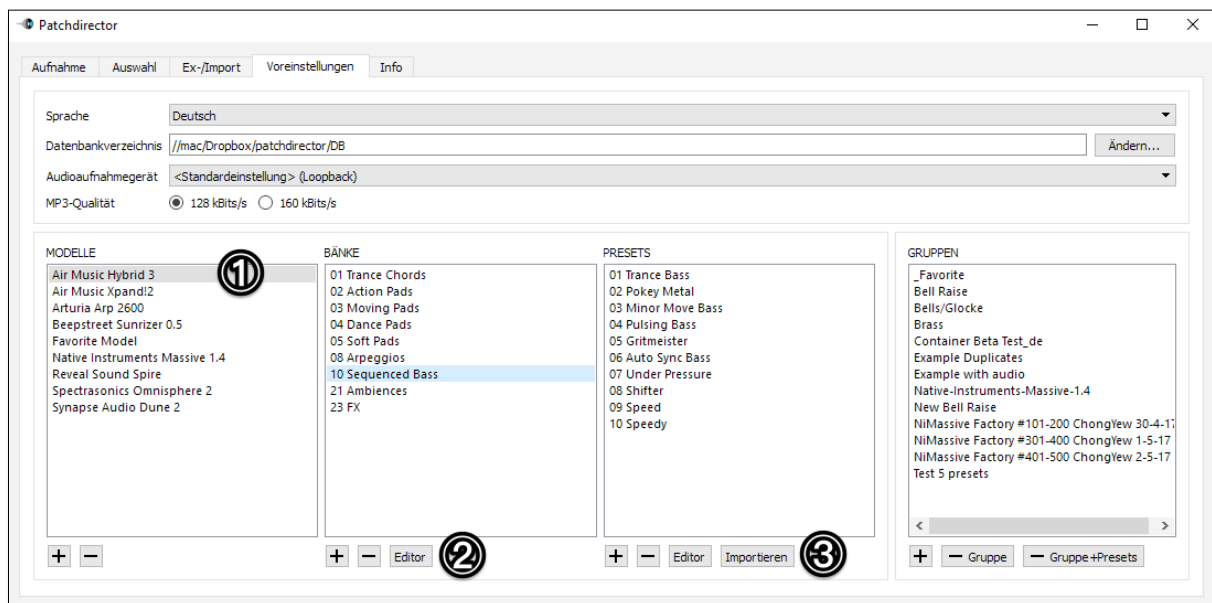 Patchdirector
Aufnahme Auswahl Ex-/Import Voreinstellungen Info
Sprache Deutsch
Datenbankverzeichnis //mac/Dropbox/patchdirector/DB Ändern...
Audioaufnahmegerät <Standardeinstellung> (Loopback)
MP3-Qualität 128 kBits/s 160 kBits/s
MODELLE
Air Music Hybrid 3
Air Music Xpand!2
Arturia Arp 2600
Beepstreet Sunrizer 0.5
Favorite Model
Native Instruments Massive 1.4
Reveal Sound Spire
Spectrasonics Omnisphere 2
Synapse Audio Dune 2
1
+ −
BÄNKE
01 Trance Chords
02 Action Pads
03 Moving Pads
04 Dance Pads
05 Soft Pads
08 Arpeggios
10 Sequenced Bass
21 Ambiences
23 FX
+ − Editor 2
PRESETS
01 Trance Bass
02 Pokey Metal
03 Minor Move Bass
04 Pulsing Bass
05 Gritmeister
06 Auto Sync Bass
07 Under Pressure
08 Shifter
09 Speed
10 Speedy
+ − Editor Importieren 3
GRUPPEN
_Favorite
Bell Raise
Bells/Glocke
Brass
Container Beta Test_de
Example Duplicates
Example with audio
Native-Instruments-Massive-1.4
New Bell Raise
NiMassive Factory #101-200 ChongYew 30-4-17
NiMassive Factory #301-400 ChongYew 1-5-17
NiMassive Factory #401-500 ChongYew 2-5-17
Test 5 presets
+ − Gruppe − Gruppe+Presets